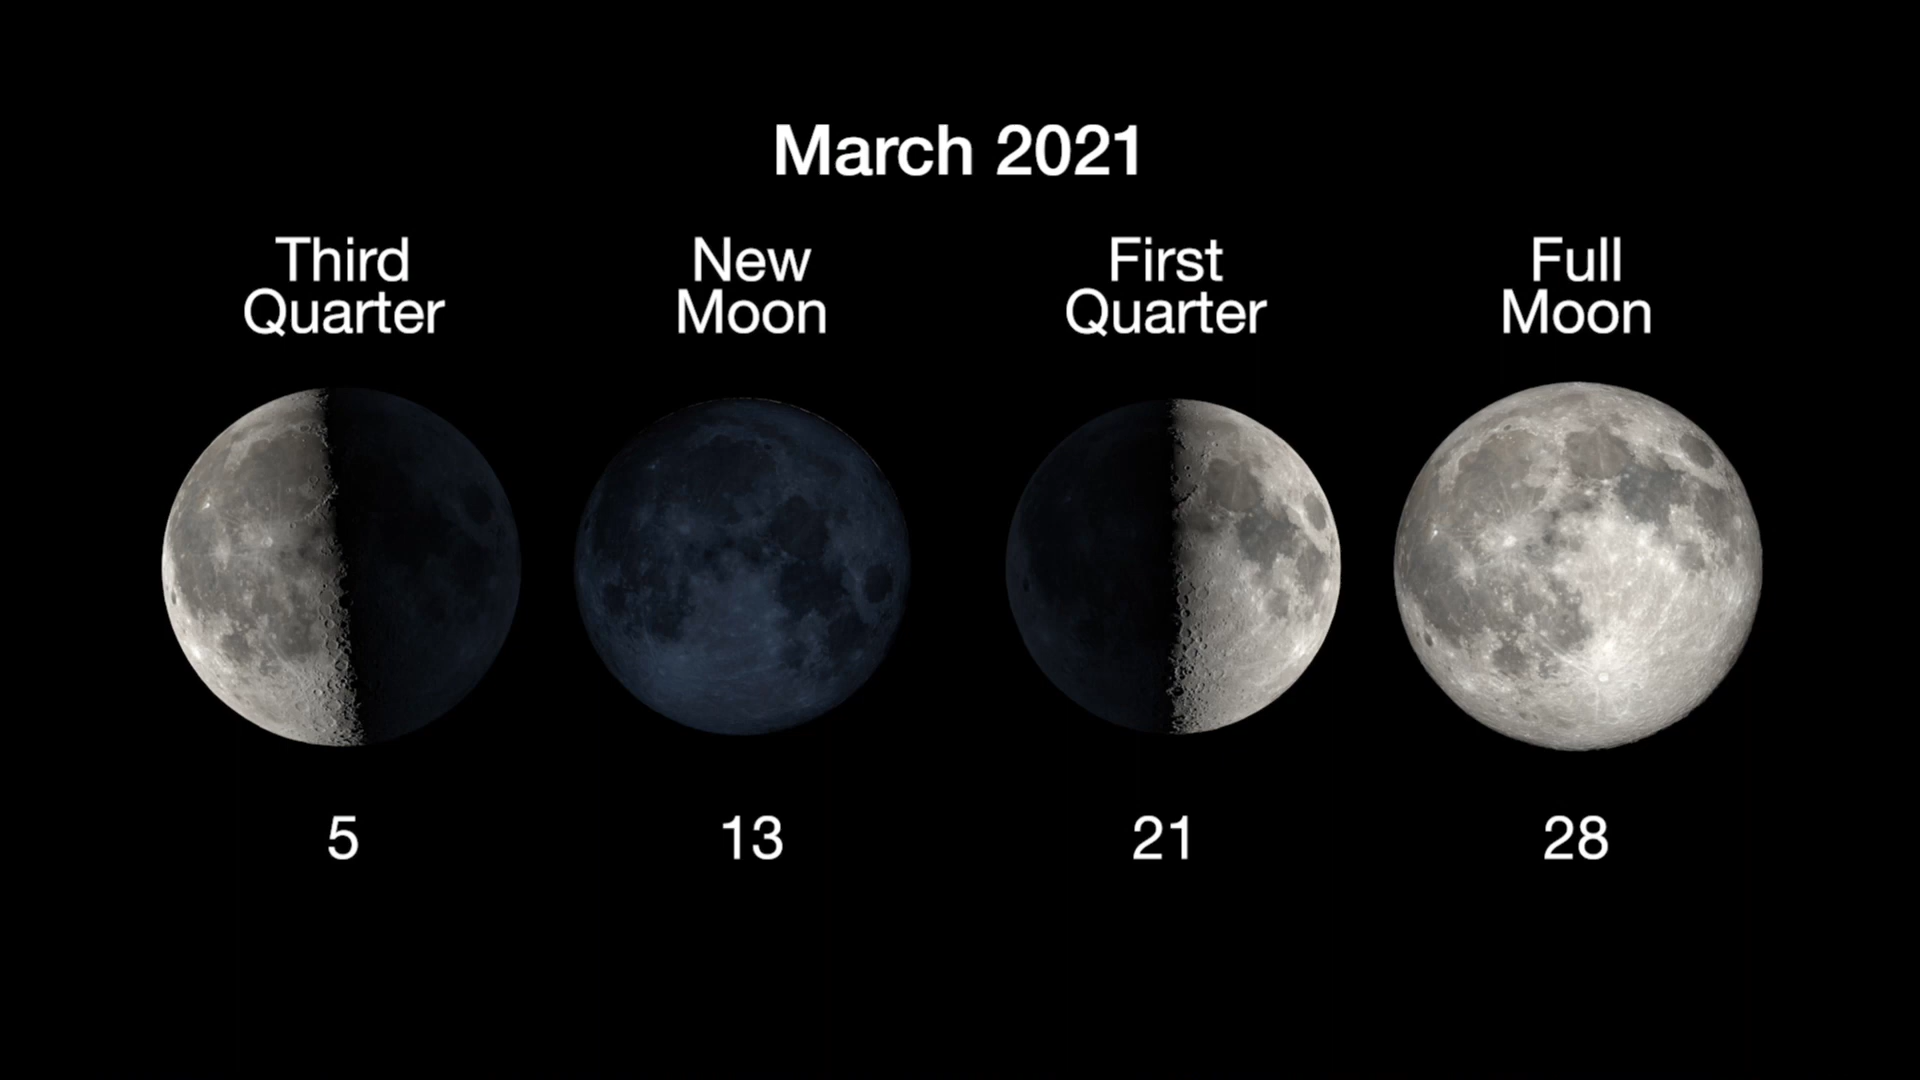 March 2021
Third
Quarter
New
Moon
First
Quarter
Full
Moon
5
13
21
28